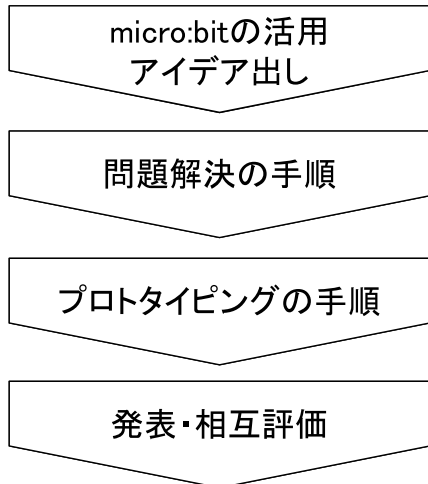 micro:bitの活用
アイデア出し
問題解決の手順
プロトタイピングの手順
発表・相互評価